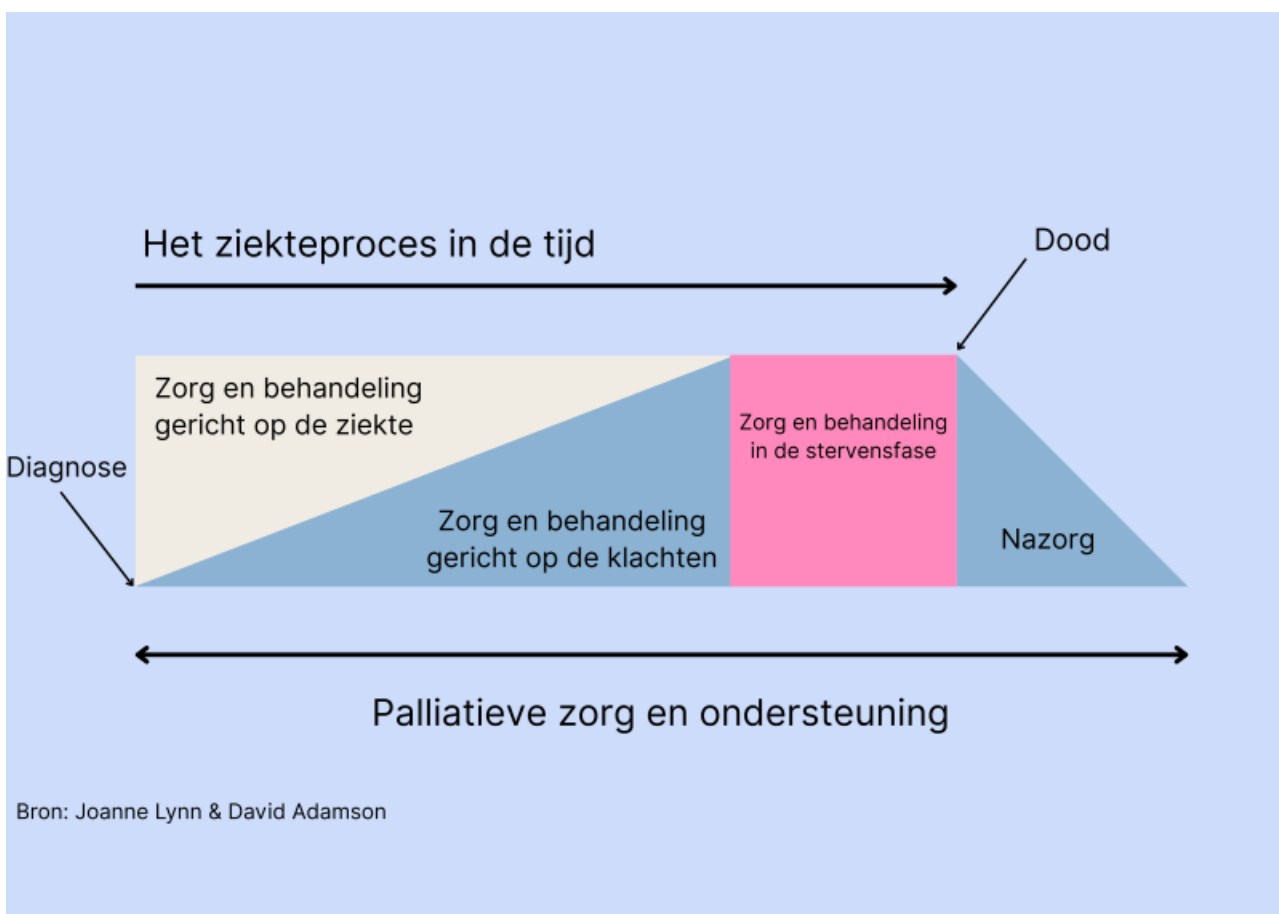 Het ziekteproces in de tijd
Dood
Zorg en behandeling
gericht op de ziekte
Zorg en behandeling
in de stervensfase
Diagnose
Zorg en behandeling
gericht op de klachten
Nazorg
Palliatieve zorg en ondersteuning
Bron: Joanne Lynn & David Adamson